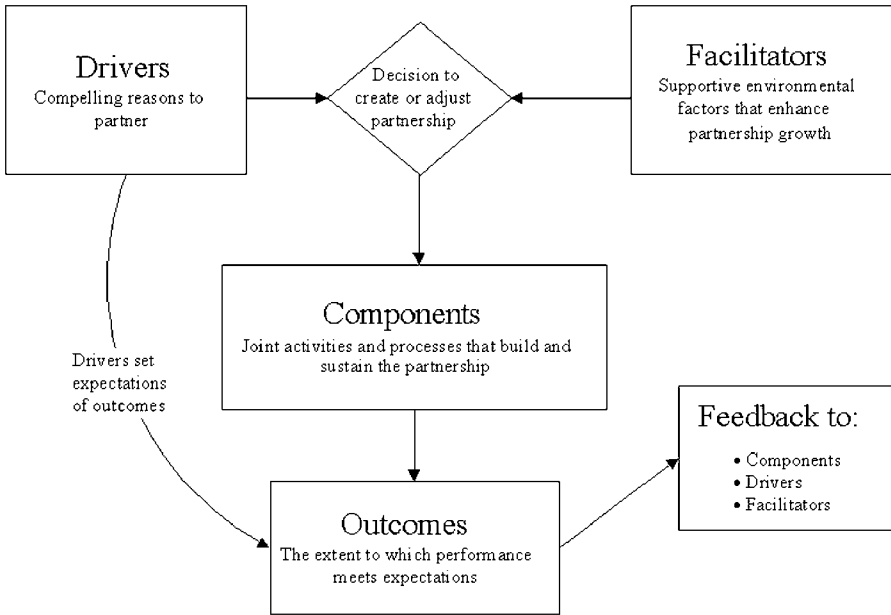 Drivers
Compelling reasons to
partner
Decision to
create or adjust
partnership
Facilitators
Supportive environmental
factors that enhance
partnership growth
Components
Joint activities and processes that build and
sustain the partnership
Drivers set
expectations
of outcomes
Feedback to:
• Components
• Drivers
• Facilitators
Outcomes
The extent to which performance
meets expectations